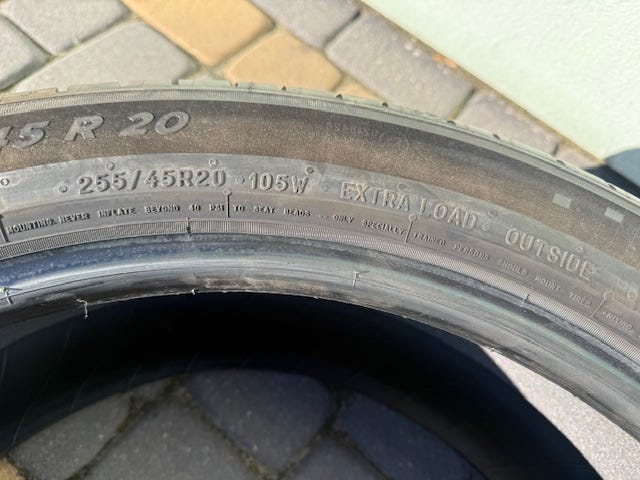 45 R 20
255/45R20 · 105W · EXTRA LOAD · OUTSIDE
MOUNTING. NEVER INFLATE BEYOND 40 PSI TO SEAT BEADS ... ONLY SPECIALLY TRAINED PERSONS SHOULD MOUNT TIRES.